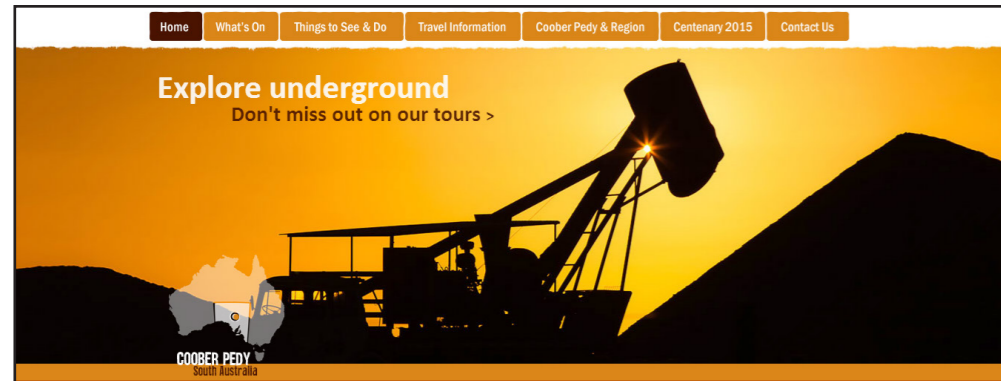 Home
What's On
Things to See & Do
Travel Information
Coober Pedy & Region
Centenary 2015
Contact Us
Explore underground
Don't miss out on our tours >
COOBER PEDY
South Australia